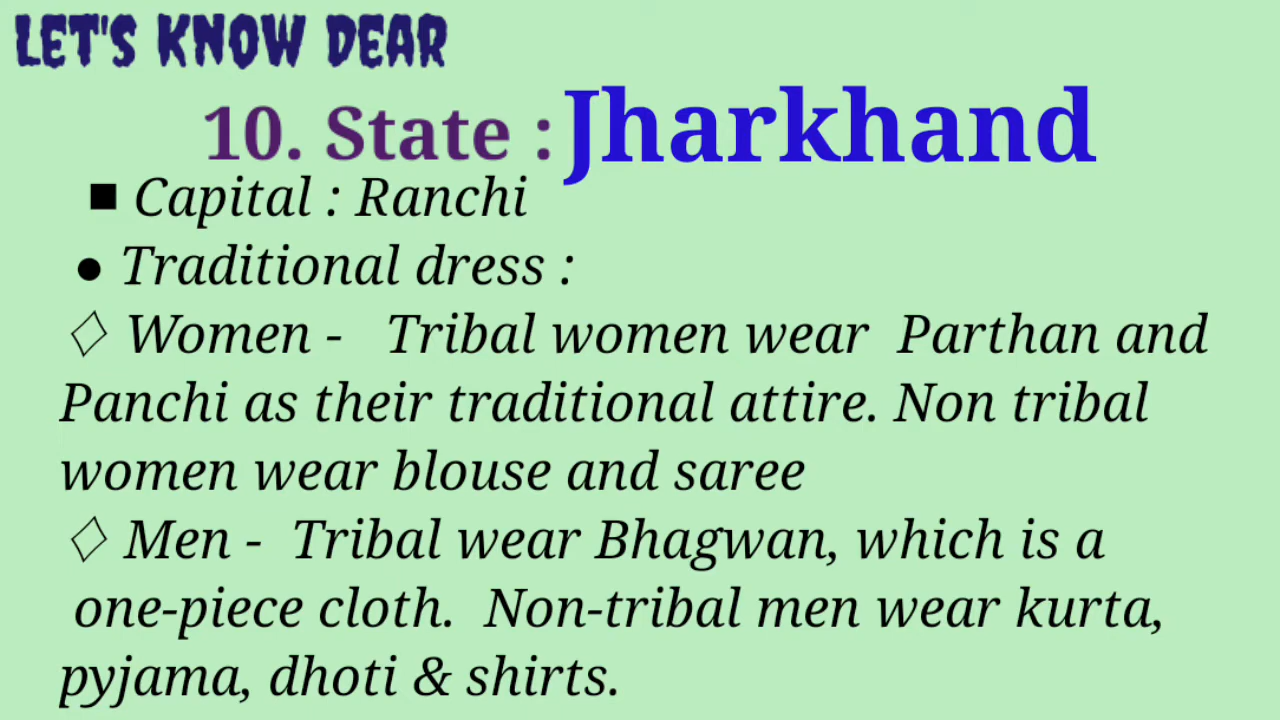 LET'S KNOW DEAR
10. State : Jharkhand
■ Capital : Ranchi
● Traditional dress :
♢ Women - Tribal women wear Parthan and
Panchi as their traditional attire. Non tribal
women wear blouse and saree
♢ Men - Tribal wear Bhagwan, which is a
one-piece cloth. Non-tribal men wear kurta,
pyjama, dhoti & shirts.